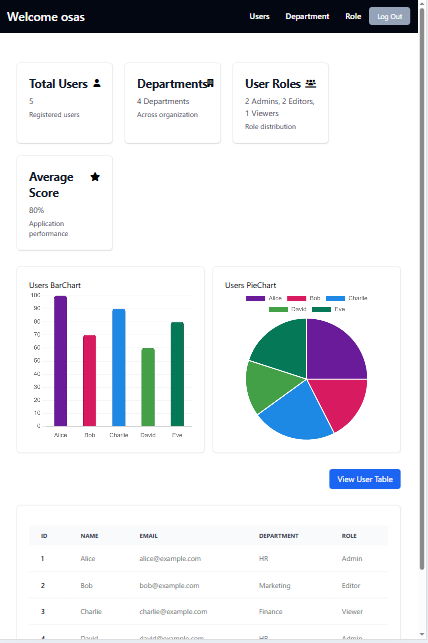 Welcome osas
Users Department Role Log Out
Total Users
5
Registered users
Departments
4 Departments
Across organization
User Roles
2 Admins, 2 Editors,
1 Viewers
Role distribution
Average
Score
80%
Application
performance
Users BarChart
100
90
80
70
60
50
40
30
20
10
0
Alice Bob Charlie David Eve
Users PieChart
Alice Bob Charlie
David Eve
View User Table
ID NAME EMAIL DEPARTMENT ROLE
1 Alice alice@example.com HR Admin
2 Bob bob@example.com Marketing Editor
3 Charlie charlie@example.com Finance Viewer
4 David david@example.com HR Admin